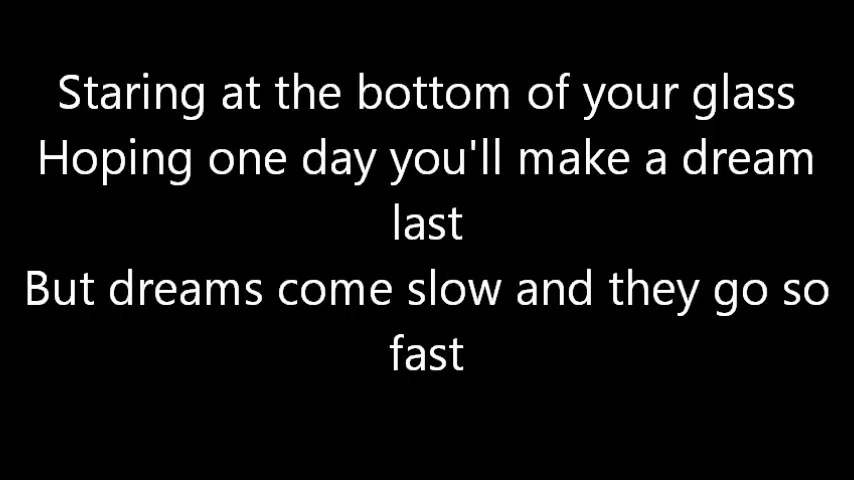 Staring at the bottom of your glass
Hoping one day you'll make a dream
last
But dreams come slow and they go so
fast